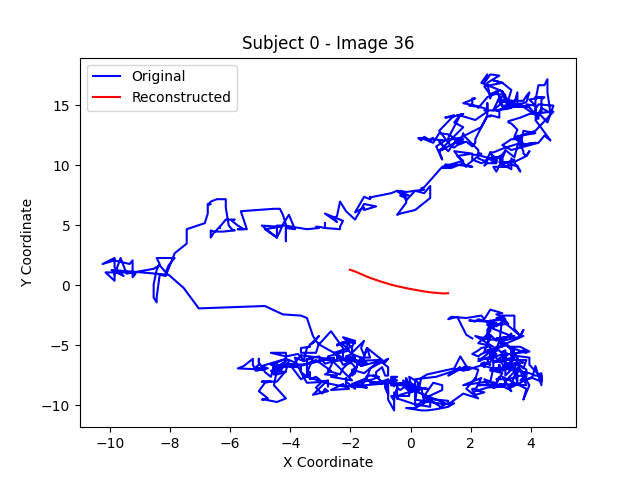 Subject 0 - Image 36
Original
Reconstructed
Y Coordinate
15
10
5
0
−5
−10
−10 −8 −6 −4 −2 0 2 4
X Coordinate